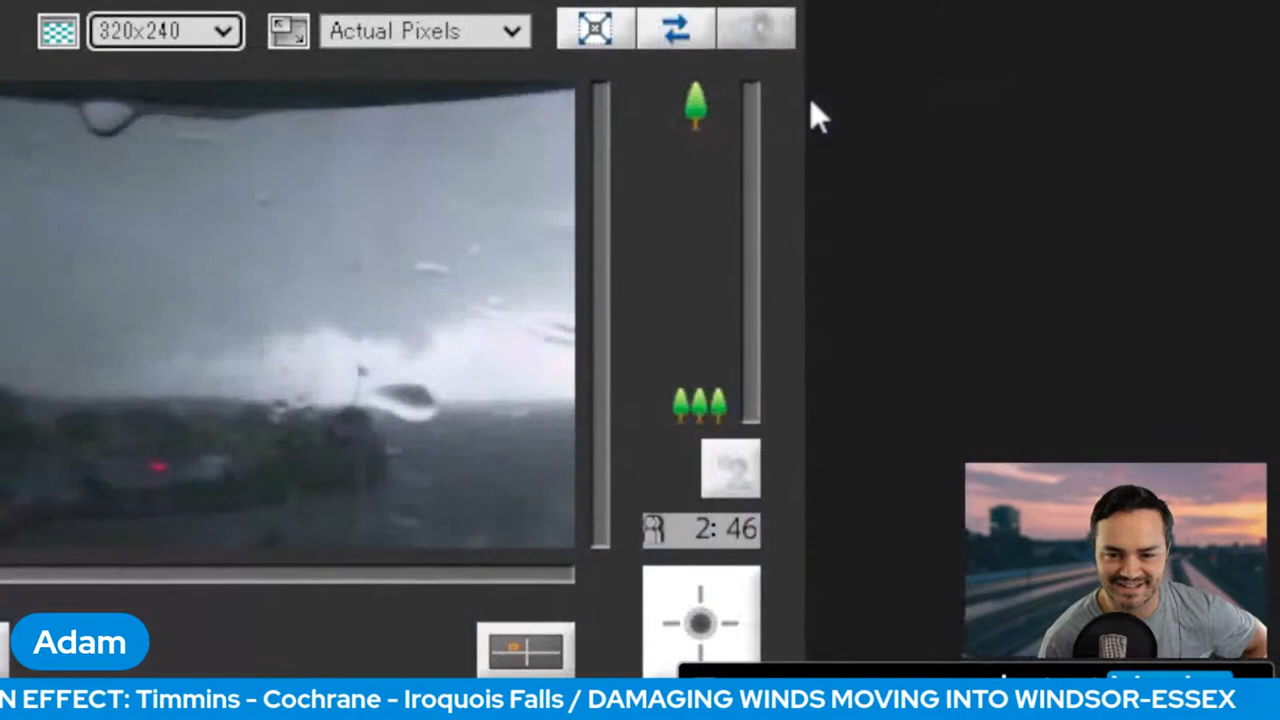 320x240
Actual Pixels
2: 46
Adam
N EFFECT: Timmins - Cochrane - Iroquois Falls / DAMAGING WINDS MOVING INTO WINDSOR-ESSEX